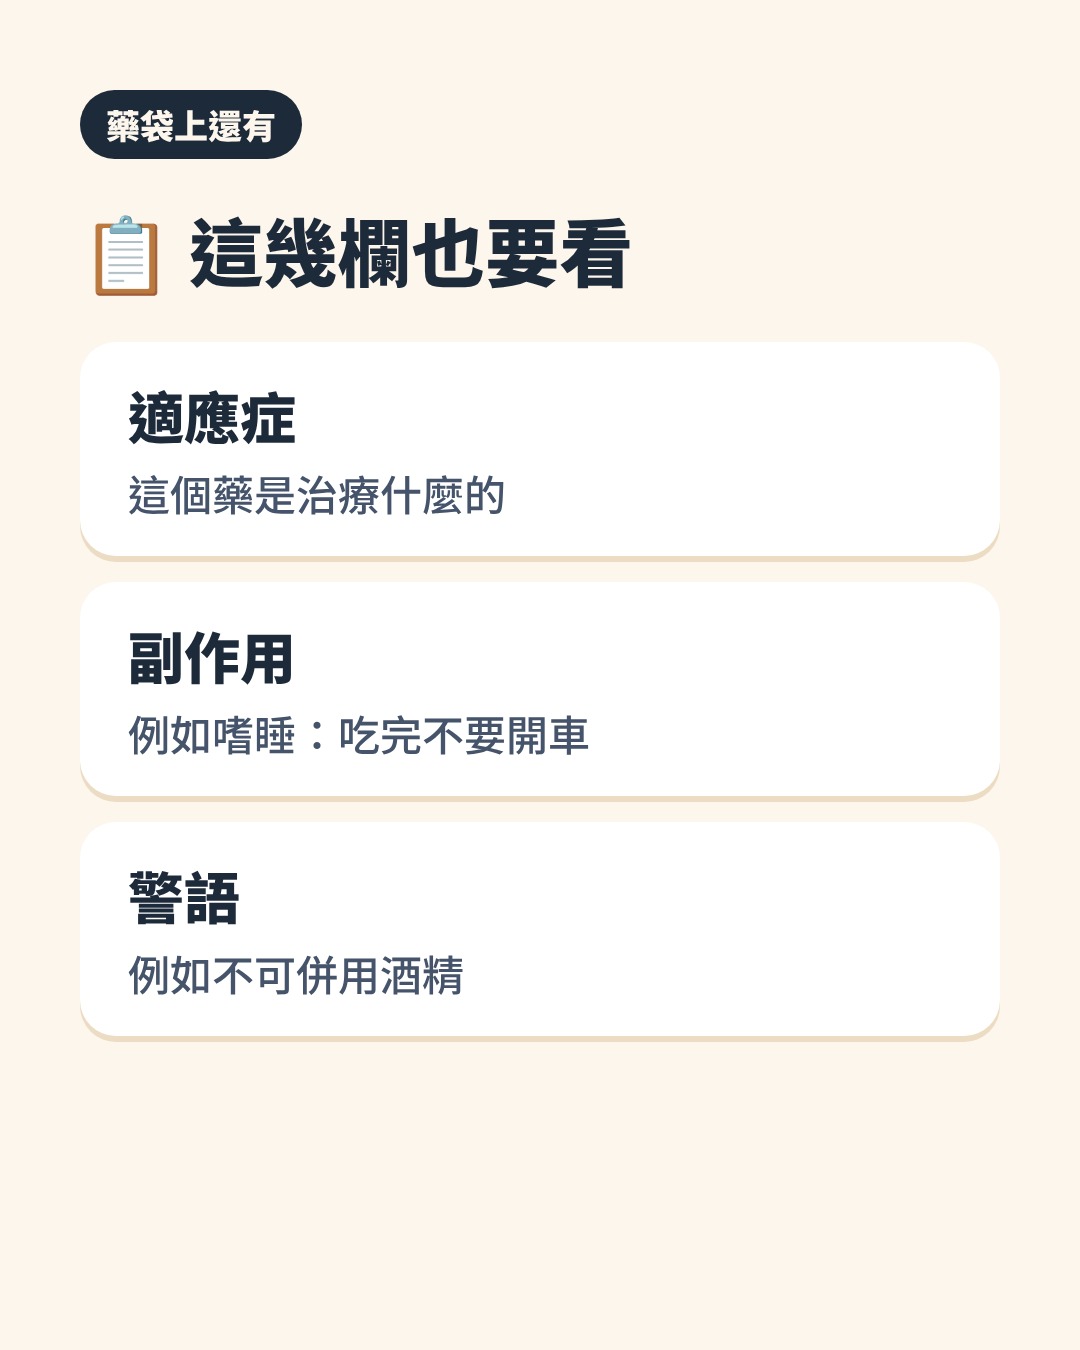 藥袋上還有
這幾欄也要看
適應症
這個藥是治療什麼的
副作用
例如嗜睡：吃完不要開車
警語
例如不可併用酒精